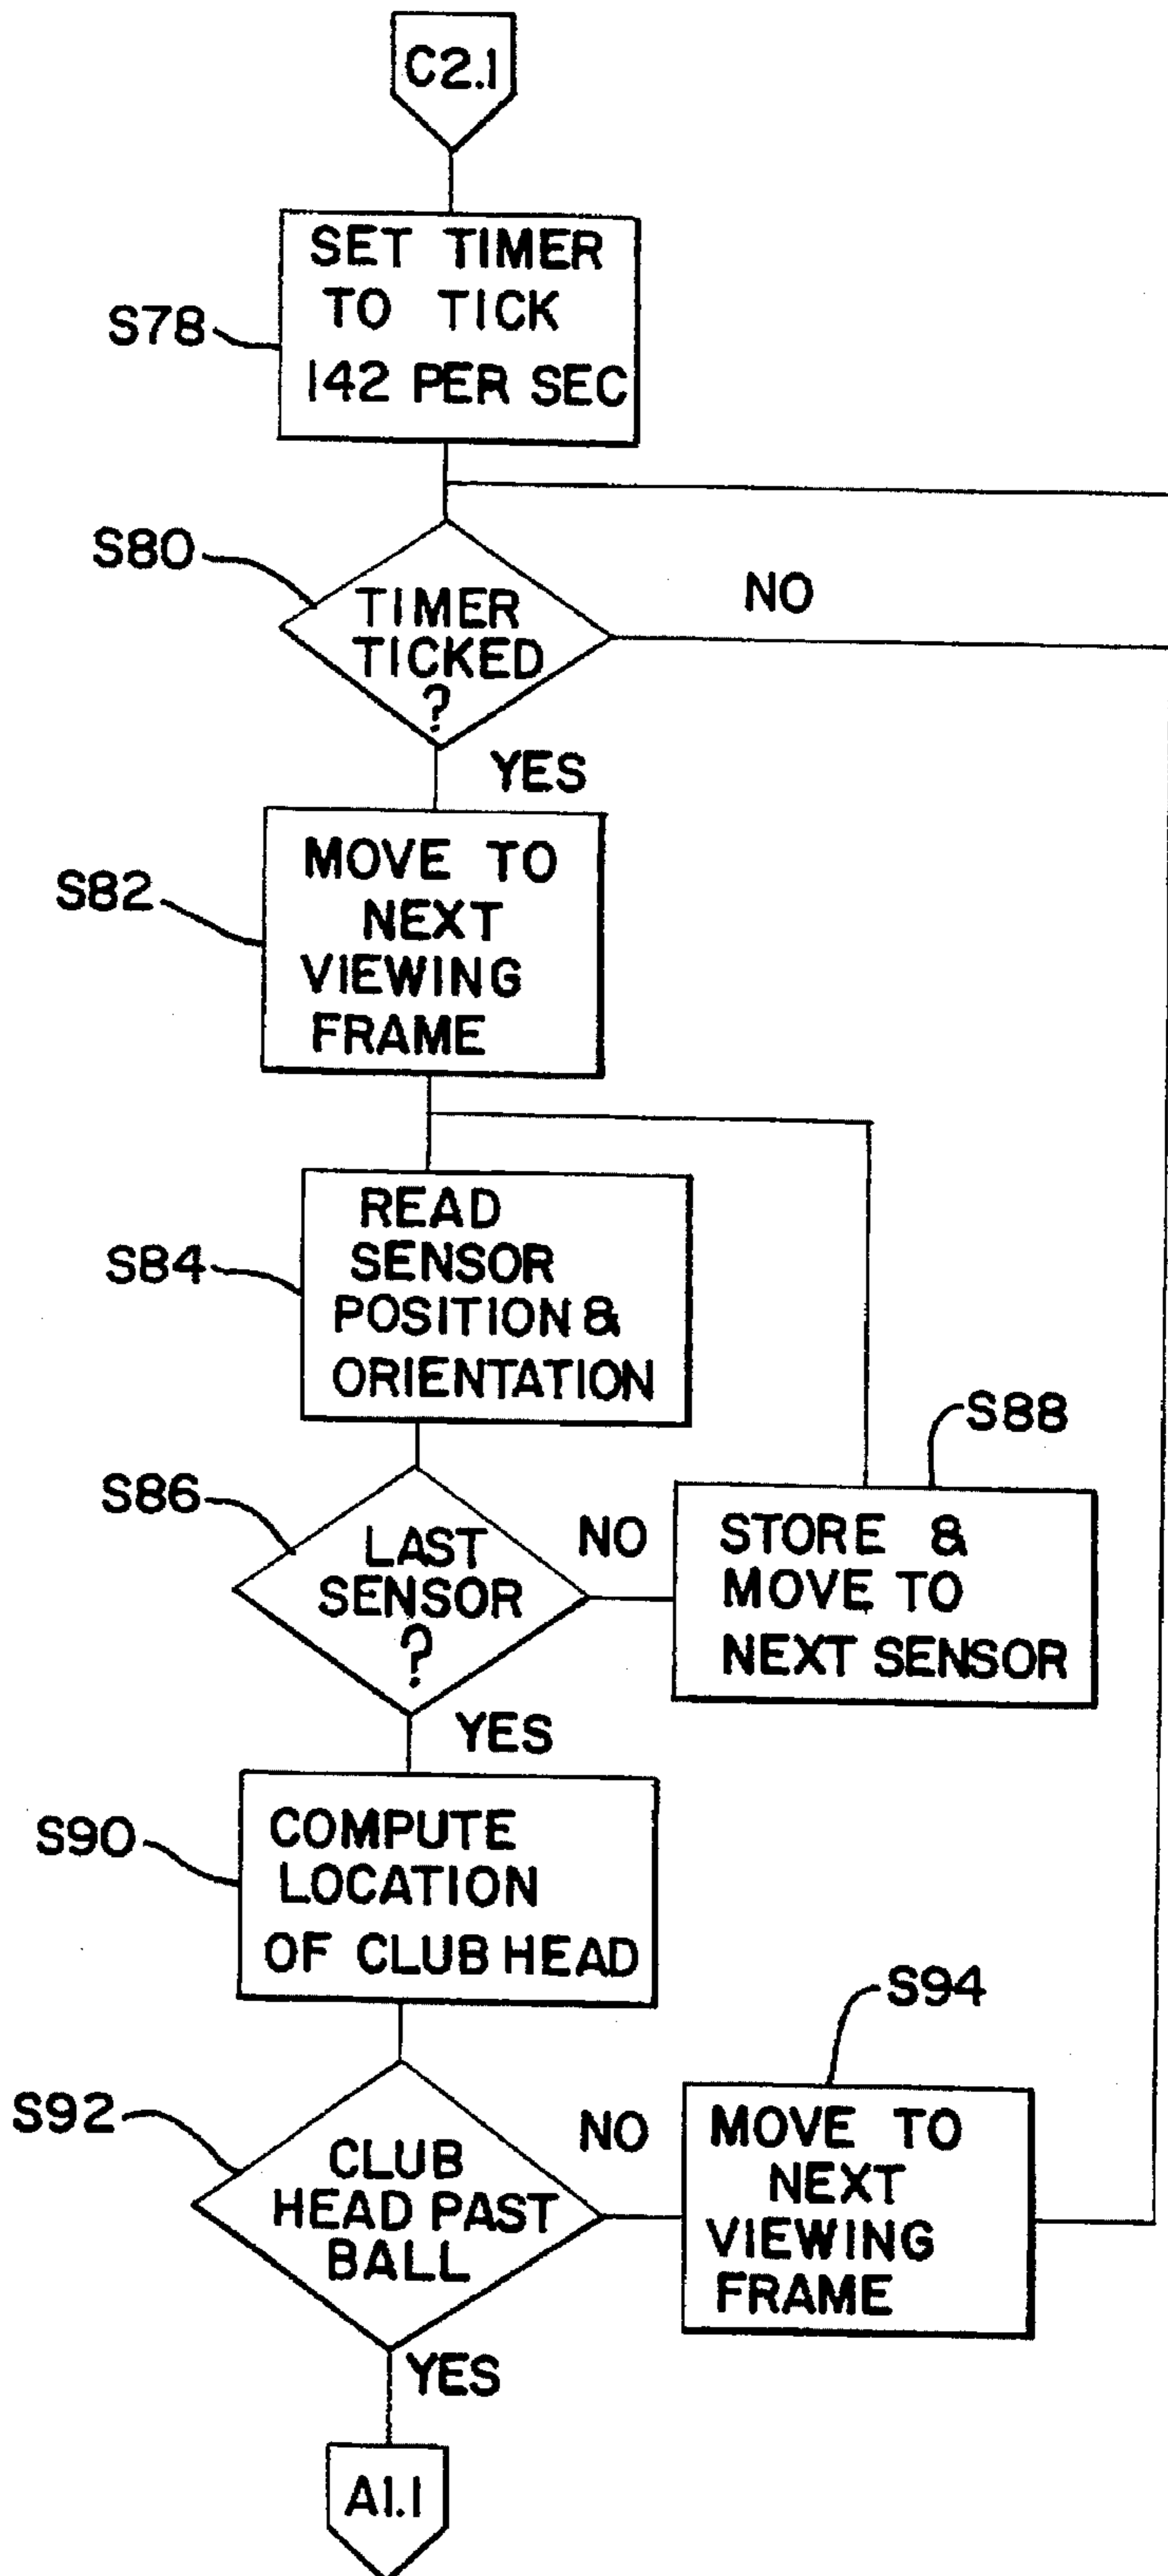 C2.1
SET TIMER
TO TICK
142 PER SEC
S78
S80
TIMER
TICKED
?
NO
YES
S82
MOVE TO
NEXT
VIEWING
FRAME
S84
READ
SENSOR
POSITION &
ORIENTATION
S86
LAST
SENSOR
?
NO
S88
STORE &
MOVE TO
NEXT SENSOR
YES
S90
COMPUTE
LOCATION
OF CLUB HEAD
S92
CLUB
HEAD PAST
BALL
NO
S94
MOVE TO
NEXT
VIEWING
FRAME
YES
A1.1